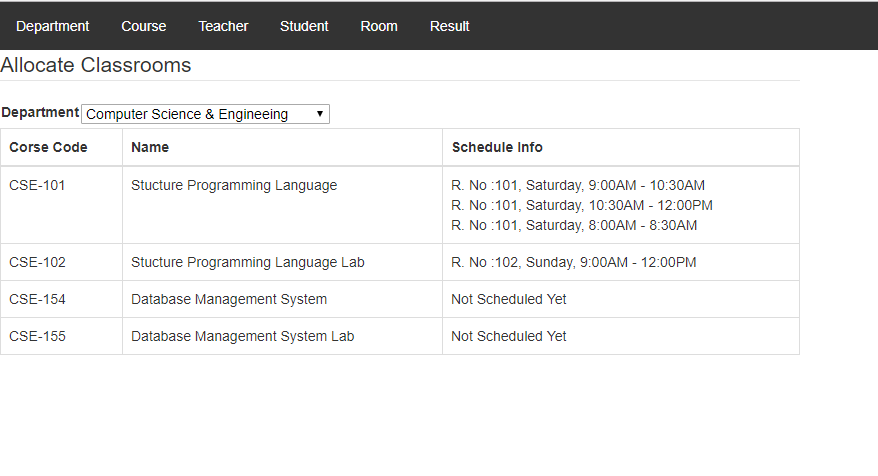 Department Course Teacher Student Room Result
Allocate Classrooms
Department Computer Science & Engineeing
Corse Code Name Schedule Info
CSE-101 Stucture Programming Language R. No :101, Saturday, 9:00AM - 10:30AM
R. No :101, Saturday, 10:30AM - 12:00PM
R. No :101, Saturday, 8:00AM - 8:30AM
CSE-102 Stucture Programming Language Lab R. No :102, Sunday, 9:00AM - 12:00PM
CSE-154 Database Management System Not Scheduled Yet
CSE-155 Database Management System Lab Not Scheduled Yet